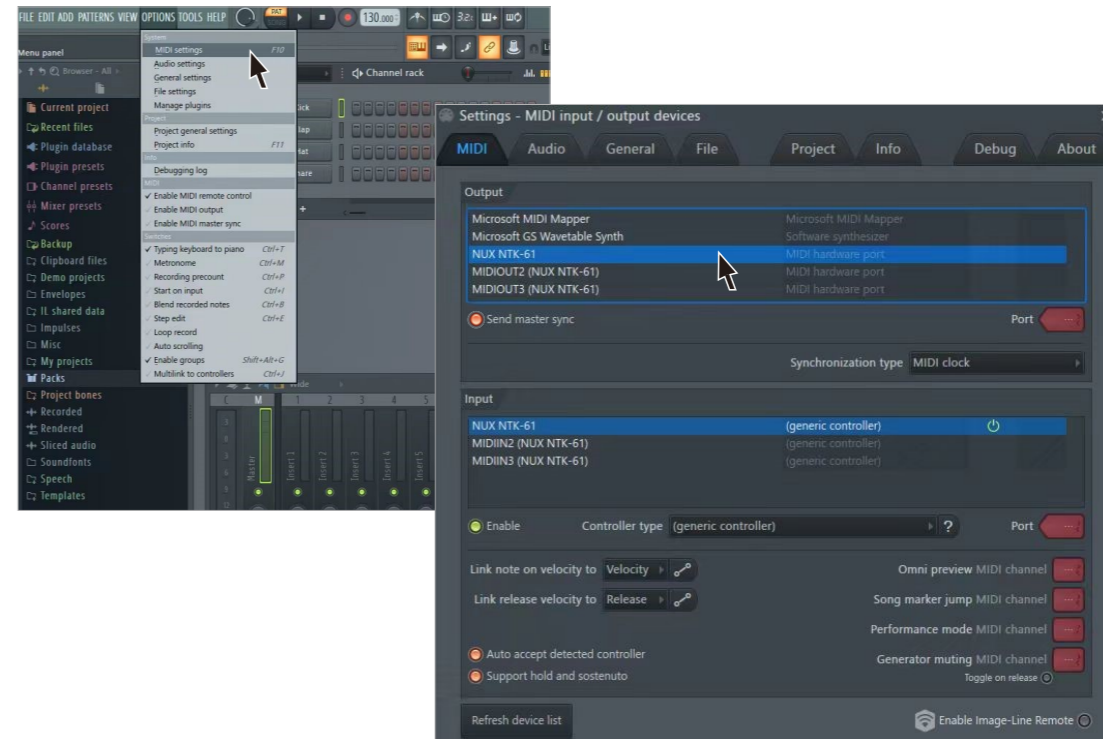 FILE EDIT ADD PATTERNS VIEW OPTIONS TOOLS HELP
PAT
130.000
3.2:
Menu panel
Browser - All
Channel rack
Current project
Recent files
Plugin database
Plugin presets
Channel presets
Mixer presets
Scores
Backup
Clipboard files
Demo projects
Envelopes
IL shared data
Impulses
Misc
My projects
Packs
Project bones
Recorded
Rendered
Sliced audio
Soundfonts
Speech
Templates
System
MIDI settings F10
Audio settings
General settings
File settings
Manage plugins
Project
Project general settings
Project info F11
Info
Debugging log
MIDI
Enable MIDI remote control
Enable MIDI output
Enable MIDI master sync
Switches
Typing keyboard to piano Ctrl+T
Metronome Ctrl+M
Recording precount Ctrl+P
Start on input Ctrl+I
Blend recorded notes Ctrl+B
Step edit Ctrl+E
Loop record
Auto scrolling
Enable groups Shift+Alt+G
Multilink to controllers Ctrl+J
Wide
C M 1 2 3 4 5
Master
Insert 1
Insert 2
Insert 3
Insert 4
Insert 5
Settings - MIDI input / output devices
MIDI Audio General File Project Info Debug About
Output
Microsoft MIDI Mapper Microsoft MIDI Mapper
Microsoft GS Wavetable Synth Software synthesizer
NUX NTK-61 MIDI hardware port
MIDIOUT2 (NUX NTK-61) MIDI hardware port
MIDIOUT3 (NUX NTK-61) MIDI hardware port
Send master sync Port
Synchronization type MIDI clock
Input
NUX NTK-61 (generic controller)
MIDIIN2 (NUX NTK-61) (generic controller)
MIDIIN3 (NUX NTK-61) (generic controller)
Enable Controller type (generic controller) ? Port
Link note on velocity to Velocity Omni preview MIDI channel
Link release velocity to Release Song marker jump MIDI channel
Performance mode MIDI channel
Auto accept detected controller Generator muting MIDI channel
Support hold and sostenuto Toggle on release
Refresh device list Enable Image-Line Remote